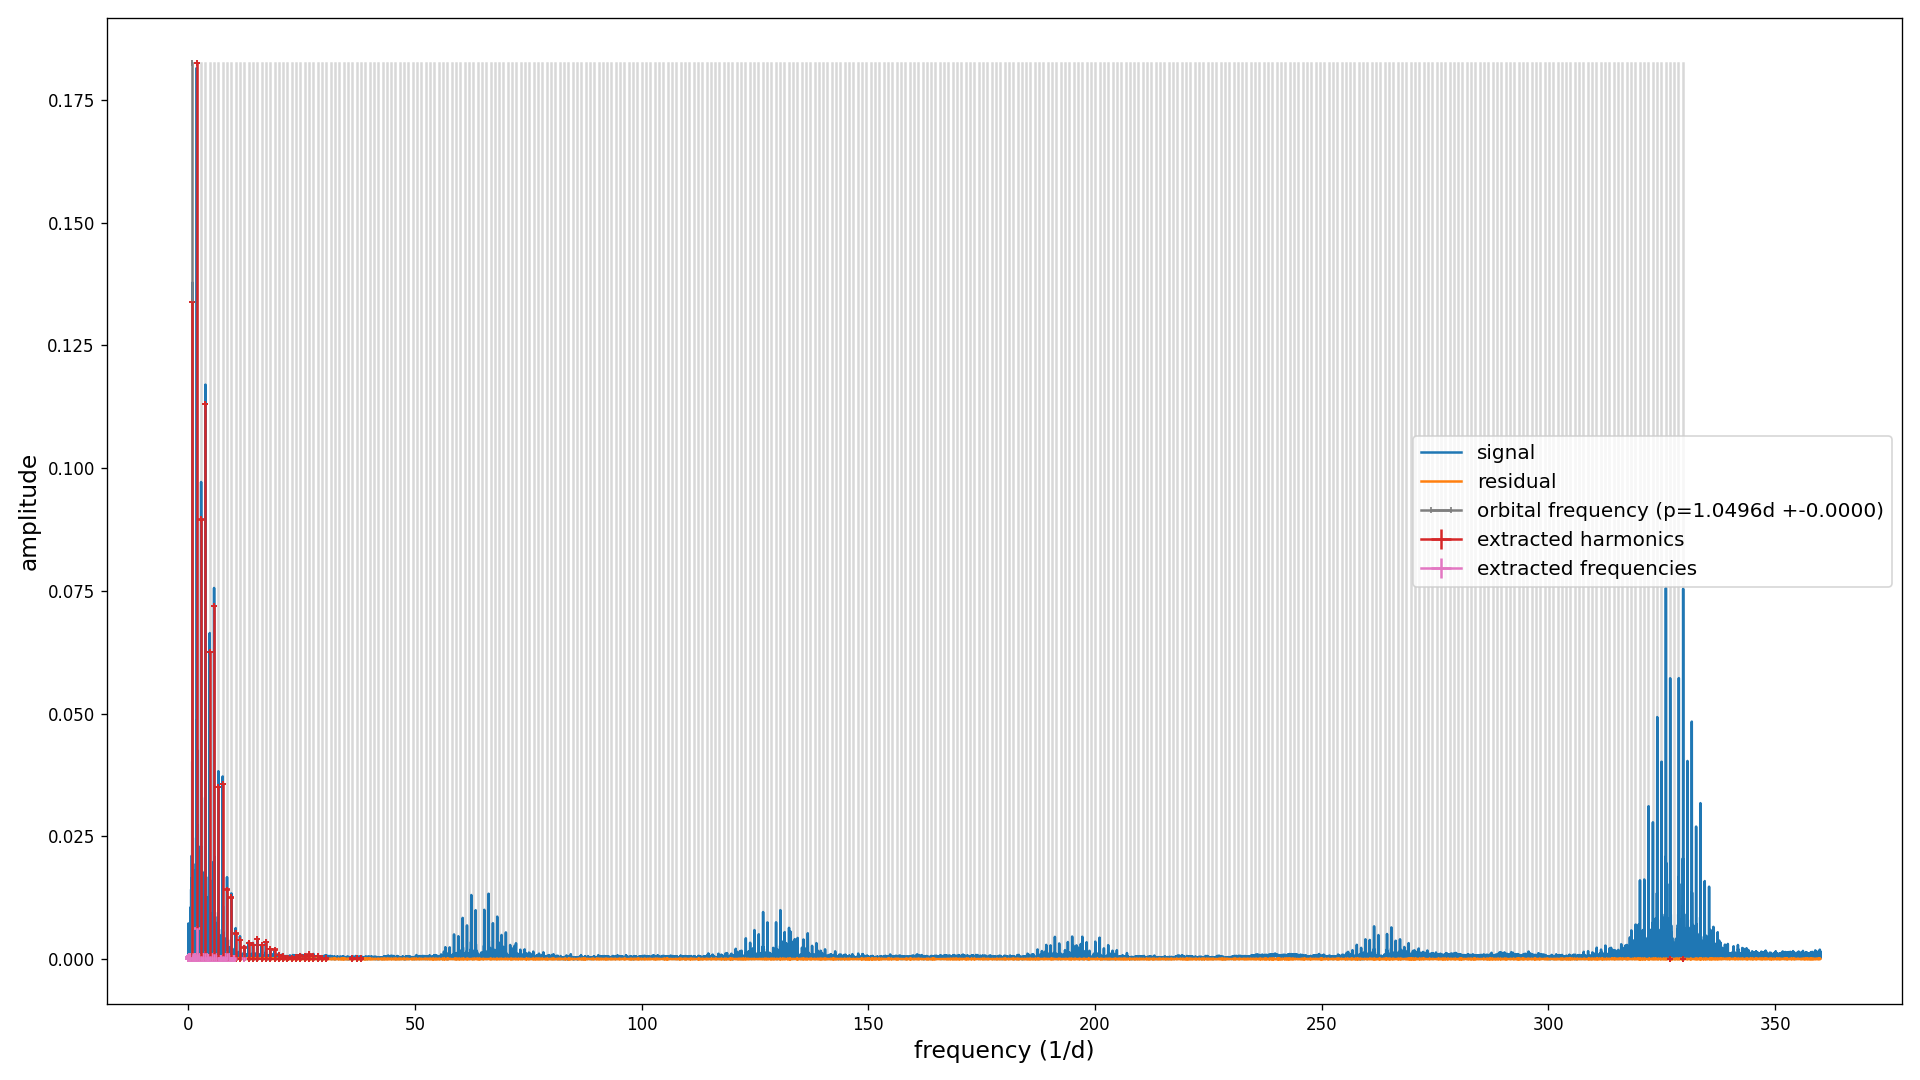 0.175
0.150
0.125
0.100
0.075
0.050
0.025
0.000
amplitude
signal
residual
orbital frequency (p=1.0496d +-0.0000)
extracted harmonics
extracted frequencies
0 50 100 150 200 250 300 350
frequency (1/d)